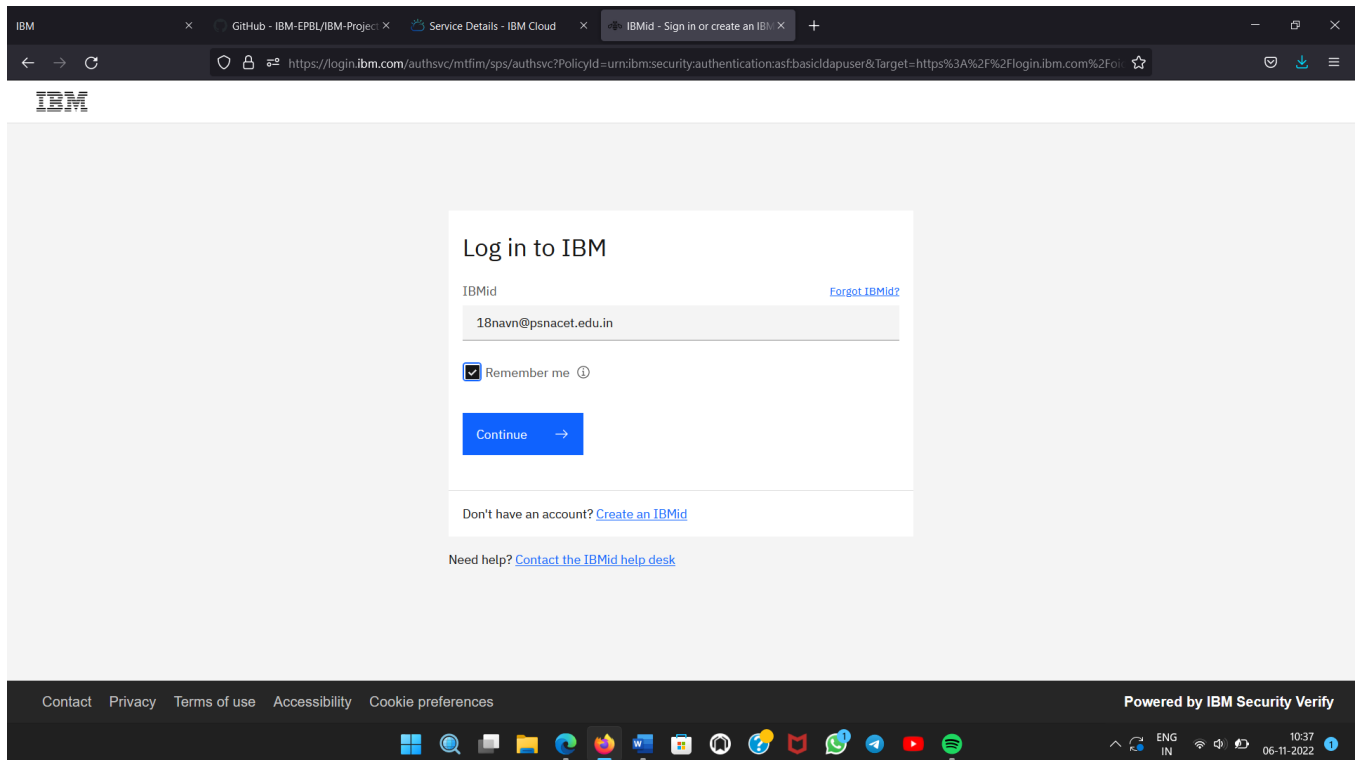 IBM
GitHub - IBM-EPBL/IBM-Project
Service Details - IBM Cloud
IBMid - Sign in or create an IBM
https://login.ibm.com/authsvc/mtfim/sps/authsvc?PolicyId=urn:ibm:security:authentication:asf:basicldapuser&Target=https%3A%2F%2Flogin.ibm.com%2Foi
IBM
Log in to IBM
IBMid Forgot IBMid?
18navn@psnacet.edu.in
Remember me
Continue
Don't have an account? Create an IBMid
Need help? Contact the IBMid help desk
Contact Privacy Terms of use Accessibility Cookie preferences Powered by IBM Security Verify
ENG 10:37
IN 06-11-2022 1